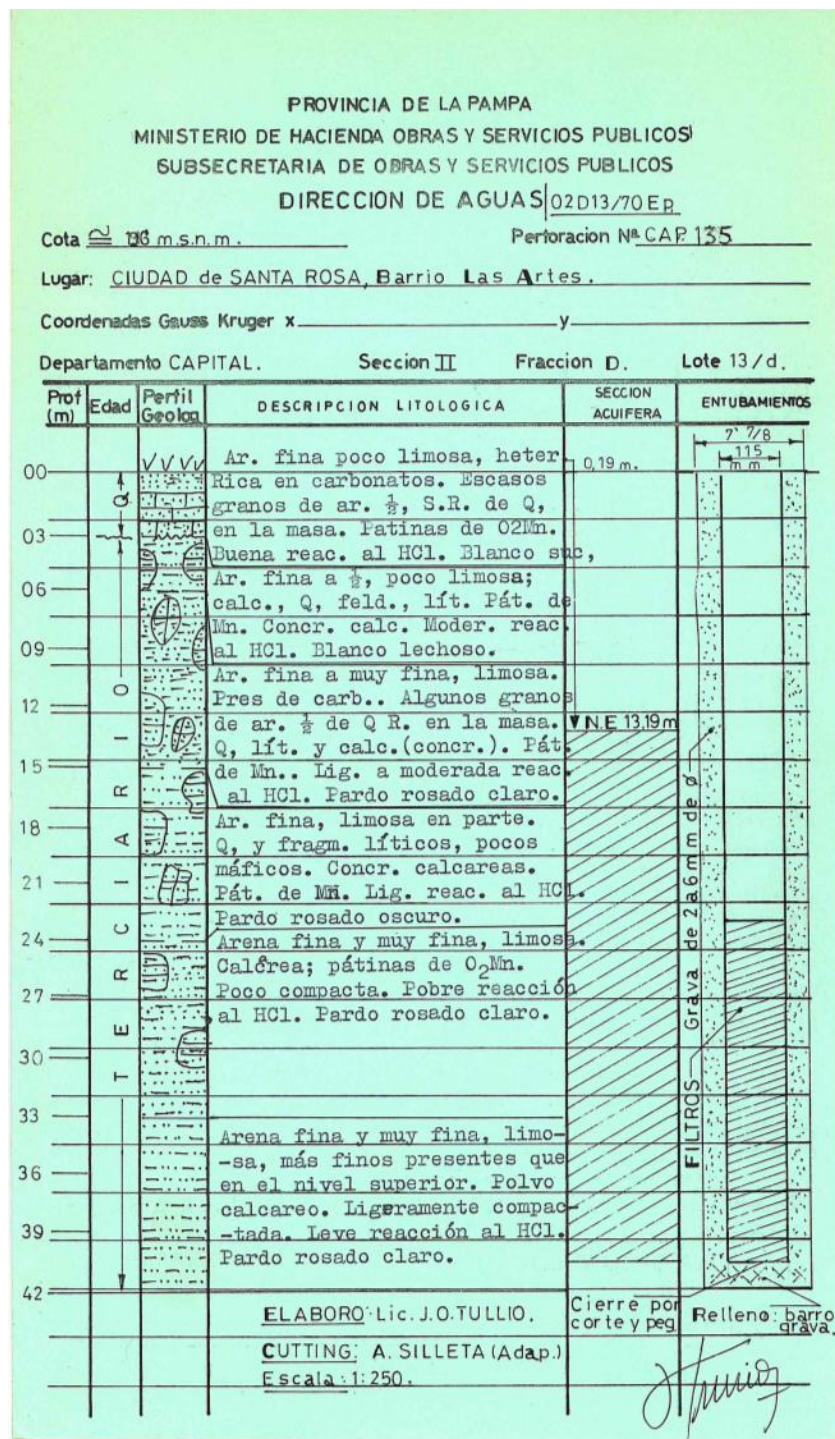 PROVINCIA DE LA PAMPA
MINISTERIO DE HACIENDA OBRAS Y SERVICIOS PUBLICOS
SUBSECRETARIA DE OBRAS Y SERVICIOS PUBLICOS
DIRECCION DE AGUAS 02D13/70 Ep
Cota ≅ m.s.n.m. Perforacion Nª CAP. 135
Lugar: CIUDAD de SANTA ROSA, Barrio Las Artes.
Coordenadas Gauss Kruger x y
Departamento CAPITAL. Seccion II Fraccion D. Lote 13/d.
Prof (m) Edad Perfil Geolog DESCRIPCION LITOLOGICA SECCION ACUIFERA ENTUBAMIENTOS
7" 7/8
115 mm
0,19 m.
00
03
06
09
12
15
18
21
24
27
30
33
36
39
42
Q
TERCIARIO
Ar. fina poco limosa, heter
Rica en carbonatos. Escasos
granos de ar. ½, S.R. de Q,
en la masa. Patinas de O2Mn.
Buena reac. al HCl. Blanco suc,
Ar. fina a ½, poco limosa;
calc., Q, feld., lít. Pát. de
Mn. Concr. calc. Moder. reac.
al HCl. Blanco lechoso.
Ar. fina a muy fina, limosa.
Pres de carb.. Algunos granos
de ar. ½ de Q R. en la masa.
Q, lít. y calc.(concr.). Pát.
de Mn.. Lig. a moderada reac.
al HCl. Pardo rosado claro.
Ar. fina, limosa en parte.
Q, y fragm. líticos, pocos
máficos. Concr. calcareas.
Pát. de Mn. Lig. reac. al HCl.
Pardo rosado oscuro.
Arena fina y muy fina, limosa.
Calcárea; pátinas de O2Mn.
Poco compacta. Pobre reacción
al HCl. Pardo rosado claro.
Arena fina y muy fina, limo-
-sa, más finos presentes que
en el nivel superior. Polvo
calcareo. Ligeramente compac-
-tada. Leve reacción al HCl.
Pardo rosado claro.
N.E 13,19 m
Grava de 2 a 6 mm de ø
FILTROS
Cierre por
corte y peg
Relleno: barro
grava.
ELABORO: Lic. J.O. TULLIO.
CUTTING: A. SILLETA (Adap.)
Escala: 1:250.